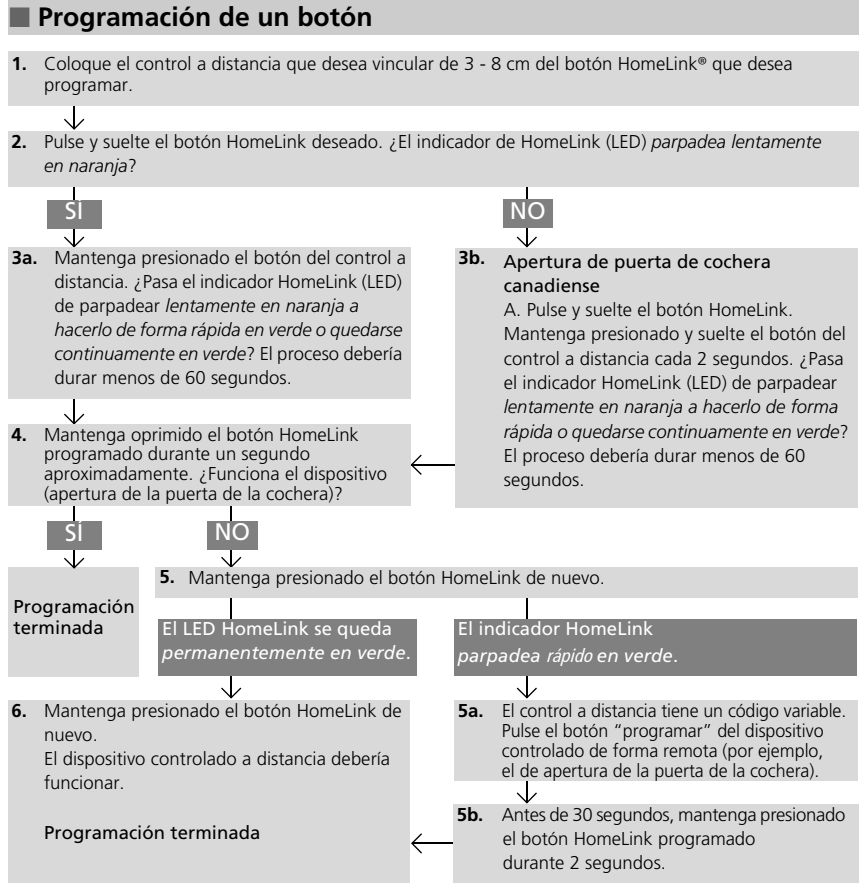 Programación de un botón
1. Coloque el control a distancia que desea vincular de 3 - 8 cm del botón HomeLink® que desea
programar.
2. Pulse y suelte el botón HomeLink deseado. ¿El indicador de HomeLink (LED) parpadea lentamente
en naranja?
SÍ
NO
3a. Mantenga presionado el botón del control a
distancia. ¿Pasa el indicador HomeLink (LED)
de parpadear lentamente en naranja a
hacerlo de forma rápida en verde o quedarse
continuamente en verde? El proceso debería
durar menos de 60 segundos.
3b. Apertura de puerta de cochera
canadiense
A. Pulse y suelte el botón HomeLink.
Mantenga presionado y suelte el botón del
control a distancia cada 2 segundos. ¿Pasa
el indicador HomeLink (LED) de parpadear
lentamente en naranja a hacerlo de forma
rápida o quedarse continuamente en verde?
El proceso debería durar menos de 60
segundos.
4. Mantenga oprimido el botón HomeLink
programado durante un segundo
aproximadamente. ¿Funciona el dispositivo
(apertura de la puerta de la cochera)?
SÍ
NO
Programación
terminada
5. Mantenga presionado el botón HomeLink de nuevo.
El LED HomeLink se queda
permanentemente en verde.
El indicador HomeLink
parpadea rápido en verde.
6. Mantenga presionado el botón HomeLink de
nuevo.
El dispositivo controlado a distancia debería
funcionar.
Programación terminada
5a. El control a distancia tiene un código variable.
Pulse el botón “programar” del dispositivo
controlado de forma remota (por ejemplo,
el de apertura de la puerta de la cochera).
5b. Antes de 30 segundos, mantenga presionado
el botón HomeLink programado
durante 2 segundos.